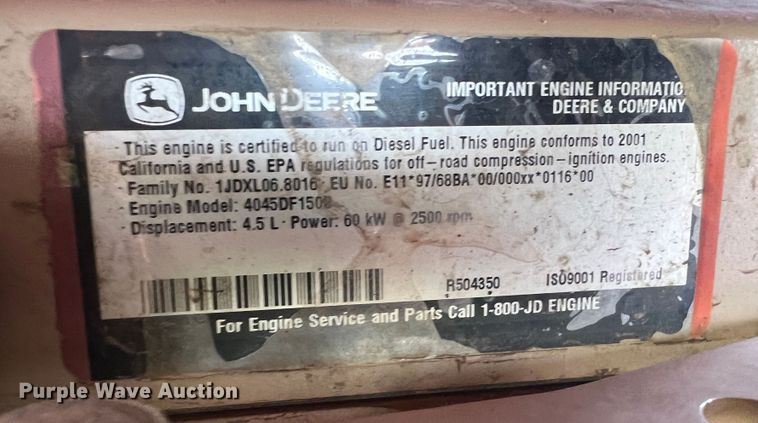 JOHN DEERE
IMPORTANT ENGINE INFORMATIO
DEERE & COMPANY
· This engine is certified to run on Diesel Fuel. This engine conforms to 2001
California and U.S. EPA regulations for off-road compression-ignition engines.
· Family No. 1JDXL06.8016 · EU No. E11*97/68BA*00/000xx*0116*00
· Engine Model: 4045DF150
· Displacement: 4.5 L · Power: 60 kW @ 2500 rpm
R504350 ISO9001 Registered
For Engine Service and Parts Call 1-800-JD ENGINE
Purple Wave Auction